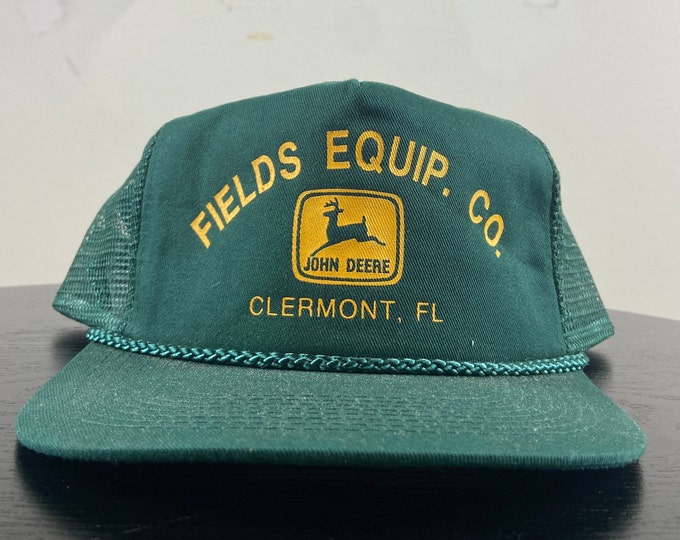 FIELDS EQUIP. CO.
JOHN DEERE
CLERMONT, FL